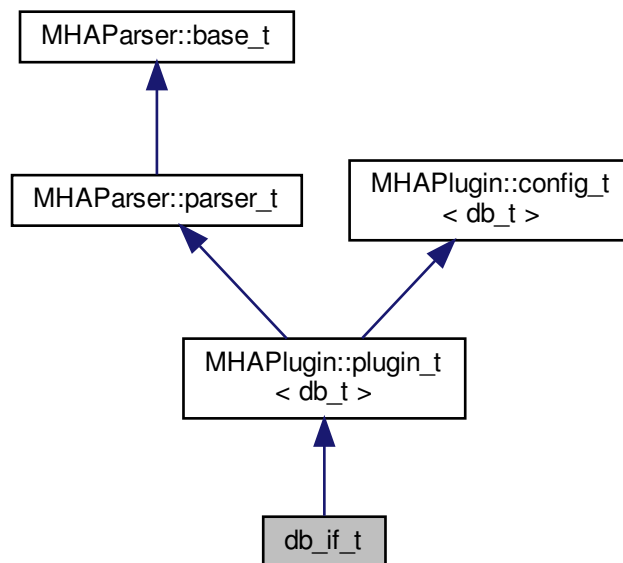 MHAParser::base_t
MHAParser::parser_t
MHAPlugin::config_t
< db_t >
MHAPlugin::plugin_t
< db_t >
db_if_t